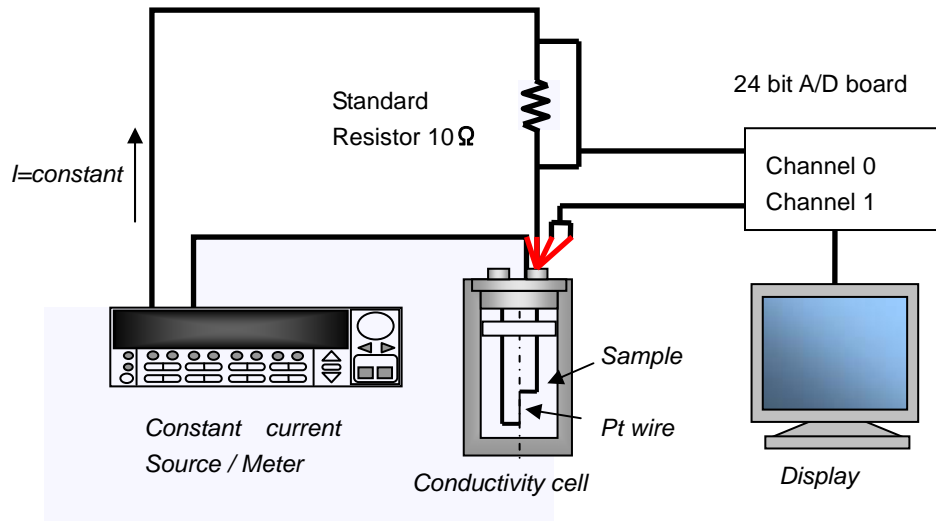 Standard
Resistor 10Ω
24 bit A/D board
I=constant
Channel 0
Channel 1
Sample
Pt wire
Constant current
Source / Meter
Conductivity cell
Display